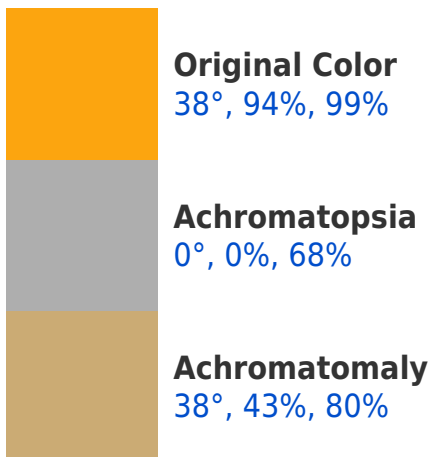 Original Color
38°, 94%, 99%
Achromatopsia
0°, 0%, 68%
Achromatomaly
38°, 43%, 80%